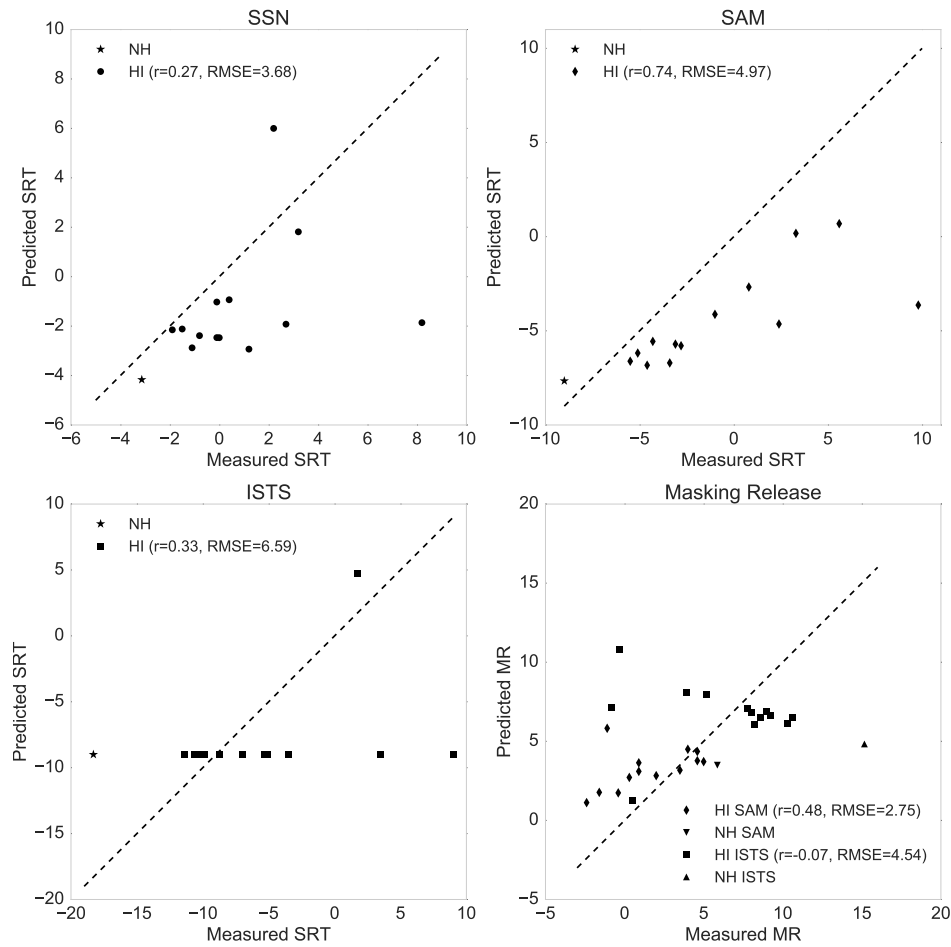 SSN
NH
HI (r=0.27, RMSE=3.68)
10
8
6
4
2
0
−2
−4
−6
−6 −4 −2 0 2 4 6 8 10
Predicted SRT
Measured SRT
SAM
NH
HI (r=0.74, RMSE=4.97)
10
5
0
−5
−10
−10 −5 0 5 10
Predicted SRT
Measured SRT
ISTS
NH
HI (r=0.33, RMSE=6.59)
10
5
0
−5
−10
−15
−20
−20 −15 −10 −5 0 5 10
Predicted SRT
Measured SRT
Masking Release
20
15
10
5
0
−5
−5 0 5 10 15 20
Predicted MR
HI SAM (r=0.48, RMSE=2.75)
NH SAM
HI ISTS (r=-0.07, RMSE=4.54)
NH ISTS
Measured MR